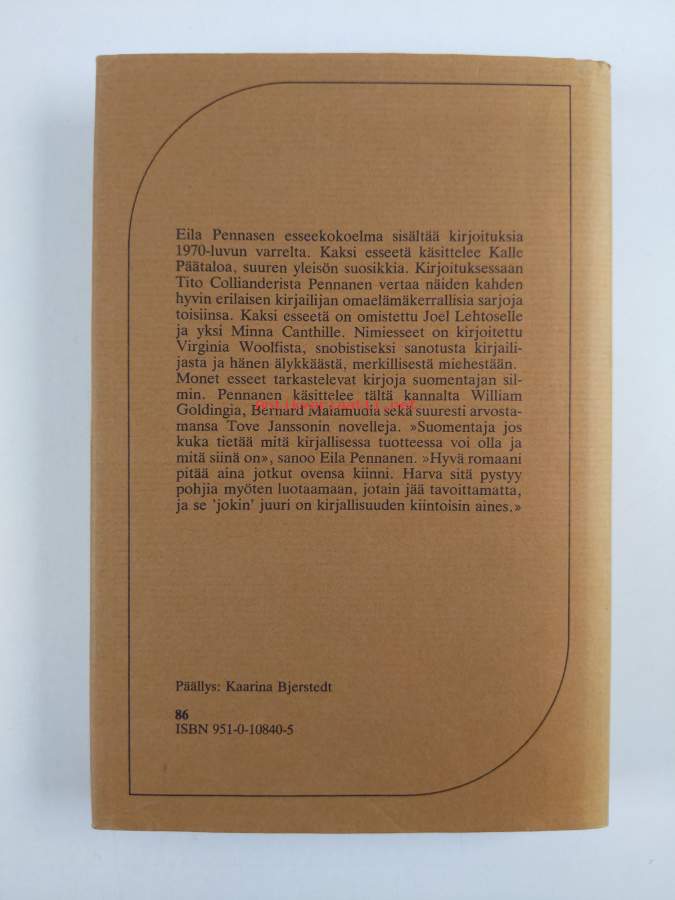 Eila Pennasen esseekokoelma sisältää kirjoituksia
1970-luvun varrelta. Kaksi esseetä käsittelee Kalle
Päätaloa, suuren yleisön suosikkia. Kirjoituksessaan
Tito Collianderista Pennanen vertaa näiden kahden
hyvin erilaisen kirjailijan omaelämäkerrallisia sarjoja
toisiinsa. Kaksi esseetä on omistettu Joel Lehtoselle
ja yksi Minna Canthille. Nimiesseet on kirjoitettu
Virginia Woolfista, snobistiseksi sanotusta kirjaili-
jasta ja hänen älykkäästä, merkillisestä miehestään.
Monet esseet tarkastelevat kirjoja suomentajan sil-
min. Pennanen käsittelee tältä kannalta William
Goldingia, Bernard Malamudia sekä suuresti arvosta-
mansa Tove Janssonin novelleja. »Suomentaja jos
kuka tietää mitä kirjallisessa tuotteessa voi olla ja
mitä siinä on», sanoo Eila Pennanen. »Hyvä romaani
pitää aina jotkut ovensa kiinni. Harva sitä pystyy
pohjia myöten luotaamaan, jotain jää tavoittamatta,
ja se 'jokin' juuri on kirjallisuuden kiintoisin aines.»
Päällys: Kaarina Bjerstedt
86
ISBN 951-0-10840-5